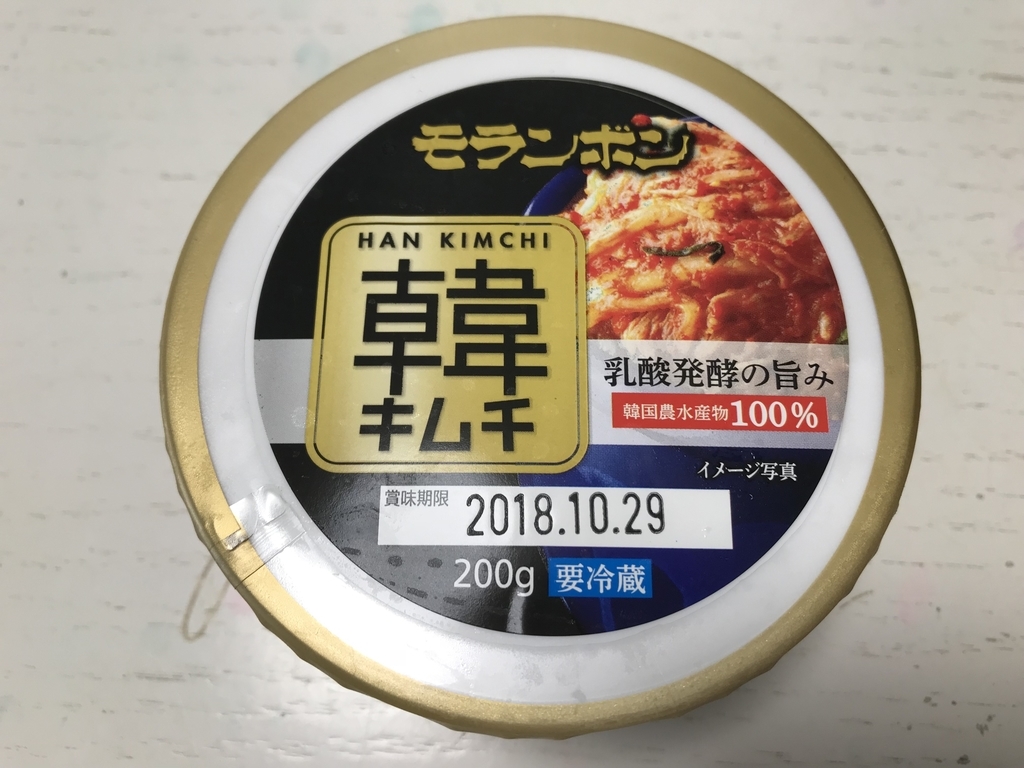 モランボン
HAN KIMCHI
韓
キムチ
乳酸発酵の旨み
韓国農水産物100%
イメージ写真
賞味期限 2018.10.29
200g 要冷蔵